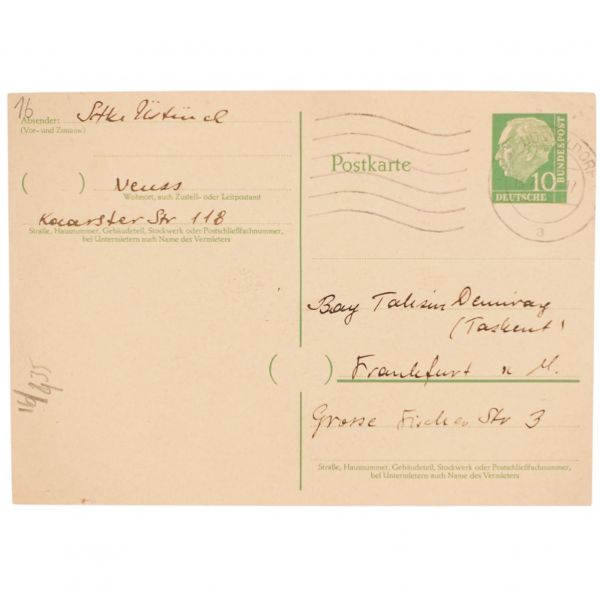 16
Absender:
(Vor- und Zuname)
Neuss
Wohnort, auch Zustell- oder Leitpostamt
Kaarster Str 118
Straße, Hausnummer, Gebäudeteil, Stockwerk oder Postschließfachnummer,
bei Untermietern auch Name des Vermieters
Postkarte
10
DEUTSCHE
BUNDESPOST
a
Bay Tahsin Demiray
(Taskent)
Frankfurt a M.
Grosse Fischer Str 3
Straße, Hausnummer, Gebäudeteil, Stockwerk oder Postschließfachnummer,
bei Untermietern auch Name des Vermieters